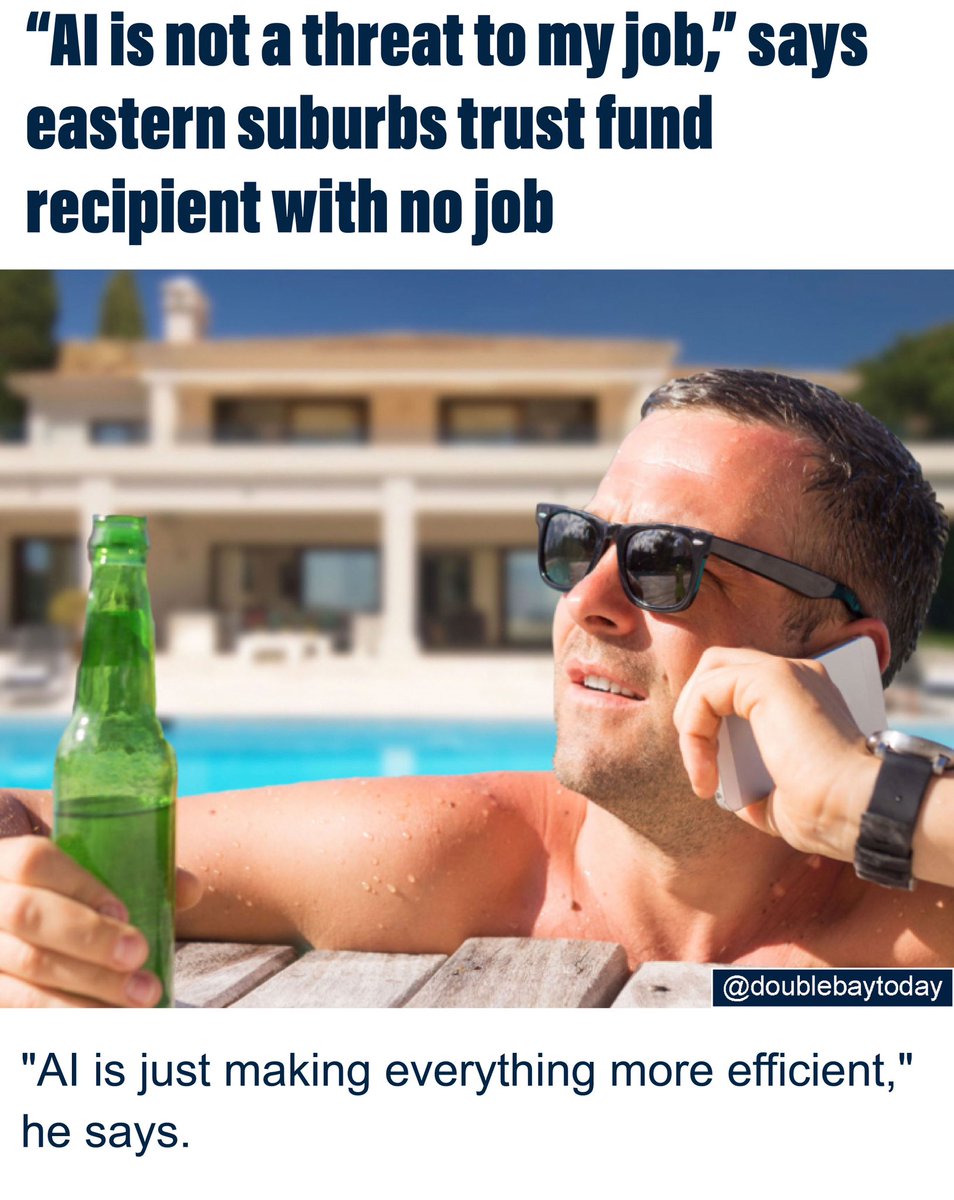 “AI is not a threat to my job,” says
eastern suburbs trust fund
recipient with no job
@doublebaytoday
"AI is just making everything more efficient,"
he says.